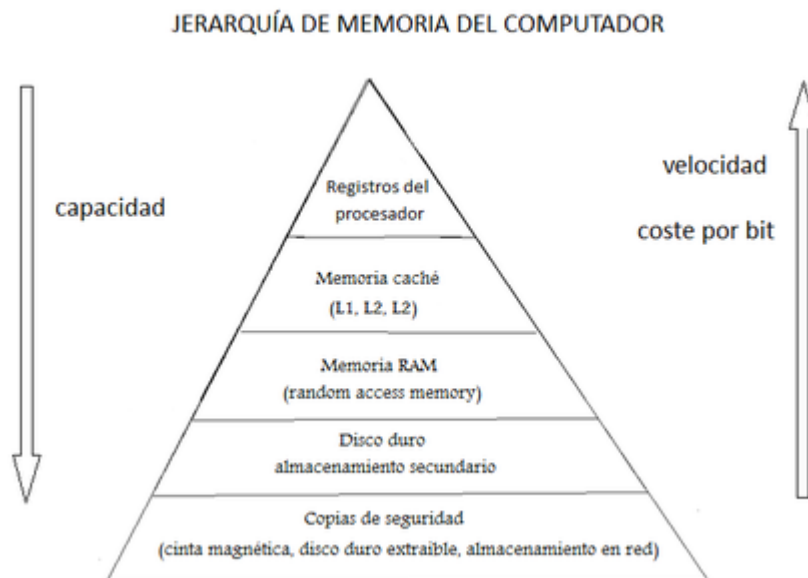 JERARQUÍA DE MEMORIA DEL COMPUTADOR
capacidad
velocidad
coste por bit
Registros del
procesador
Memoria caché
(L1, L2, L2)
Memoria RAM
(random access memory)
Disco duro
almacenamiento secundario
Copias de seguridad
(cinta magnética, disco duro extraible, almacenamiento en red)